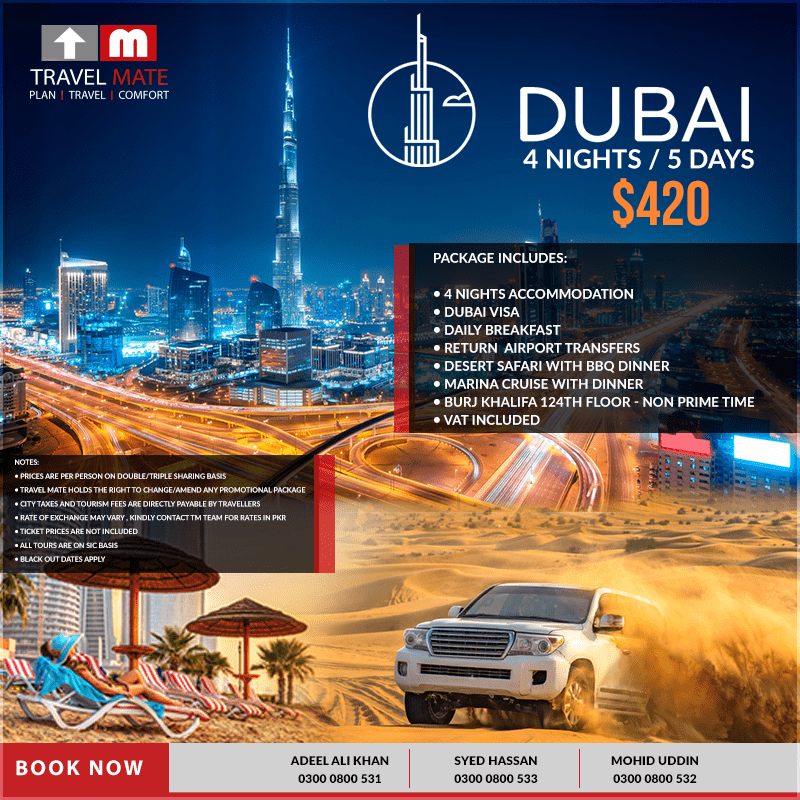 TRAVEL MATE
PLAN | TRAVEL | COMFORT
DUBAI
4 NIGHTS / 5 DAYS
$420
PACKAGE INCLUDES:
• 4 NIGHTS ACCOMMODATION
• DUBAI VISA
• DAILY BREAKFAST
• RETURN AIRPORT TRANSFERS
• DESERT SAFARI WITH BBQ DINNER
• MARINA CRUISE WITH DINNER
• BURJ KHALIFA 124TH FLOOR - NON PRIME TIME
• VAT INCLUDED
NOTES:
• PRICES ARE PER PERSON ON DOUBLE/TRIPLE SHARING BASIS
• TRAVEL MATE HOLDS THE RIGHT TO CHANGE/AMEND ANY PROMOTIONAL PACKAGE
• CITY TAXES AND TOURISM FEES ARE DIRECTLY PAYABLE BY TRAVELLERS
• RATE OF EXCHANGE MAY VARY , KINDLY CONTACT TM TEAM FOR RATES IN PKR
• TICKET PRICES ARE NOT INCLUDED
• ALL TOURS ARE ON SIC BASIS
• BLACK OUT DATES APPLY
BOOK NOW
ADEEL ALI KHAN
0300 0800 531
SYED HASSAN
0300 0800 533
MOHID UDDIN
0300 0800 532